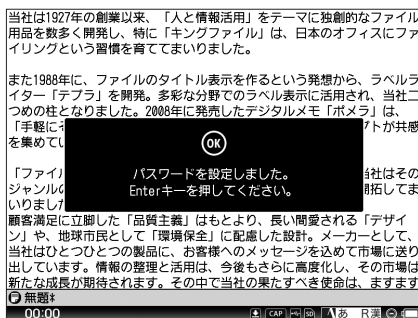 当社は1927年の創業以来、「人と情報活用」をテーマに独創的なファイル
用品を数多く開発し、特に「キングファイル」は、日本のオフィスにファ
イリングという習慣を育ててまいりました。
また1988年に、ファイルのタイトル表示を作るという発想から、ラベルラ
イター「テプラ」を開発。多彩な分野でのラベル表示に活用され、当社二
つめの柱となりました。2008年に発売したデジタルメモ「ポメラ」は、
「手軽に
トが共感
を集めてい
OK
パスワードを設定しました。
Enterキーを押してください。
「ファイ
当社はその
ジャンル
開拓してま
いりまし
顧客満足に立脚した「品質主義」はもとより、長い間愛される「デザイ
ン」や、地球市民として「環境保全」に配慮した設計。メーカーとして、
当社はひとつひとつの製品に、お客様へのメッセージを込めて市場に送り
出しています。情報の整理と活用は、今後もさらに高度化し、その市場は
新たな成長が期待されます。その中で当社の果たすべき使命は、ますます
無題*
00:00 CAP SD あ R漢